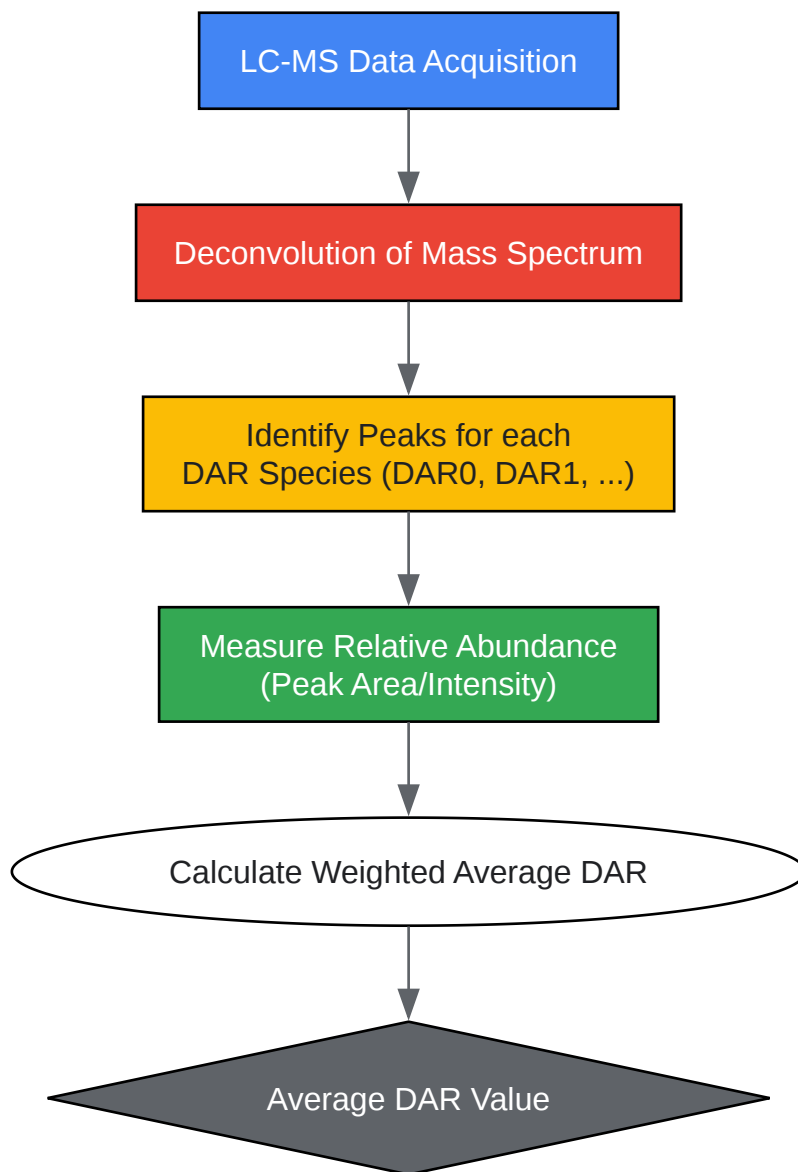 LC-MS Data Acquisition
Deconvolution of Mass Spectrum
Identify Peaks for each
DAR Species (DAR0, DAR1, ...)
Measure Relative Abundance
(Peak Area/Intensity)
Calculate Weighted Average DAR
Average DAR Value